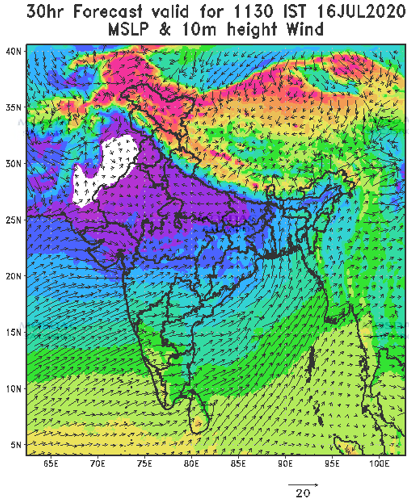 30hr Forecast valid for 1130 IST 16JUL2020
MSLP & 10m height Wind
40N
35N
30N
25N
20N
15N
10N
5N
65E 70E 75E 80E 85E 90E 95E 100E
20